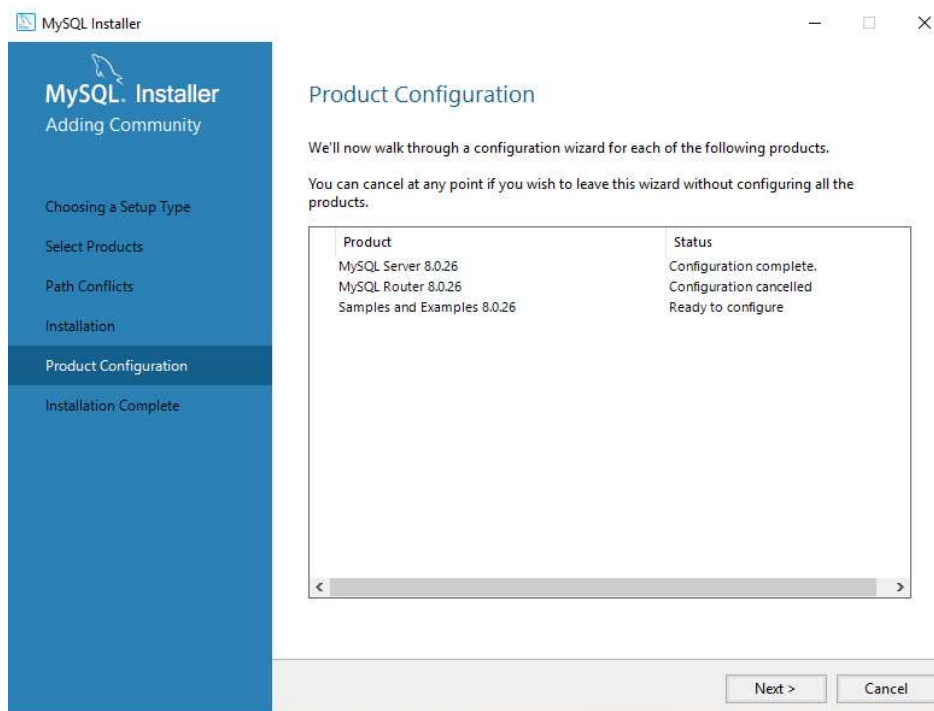 MySQL Installer
MySQL. Installer
Adding Community
Choosing a Setup Type
Select Products
Path Conflicts
Installation
Product Configuration
Installation Complete
Product Configuration
We'll now walk through a configuration wizard for each of the following products.
You can cancel at any point if you wish to leave this wizard without configuring all the
products.
Product Status
MySQL Server 8.0.26 Configuration complete.
MySQL Router 8.0.26 Configuration cancelled
Samples and Examples 8.0.26 Ready to configure
Next > Cancel